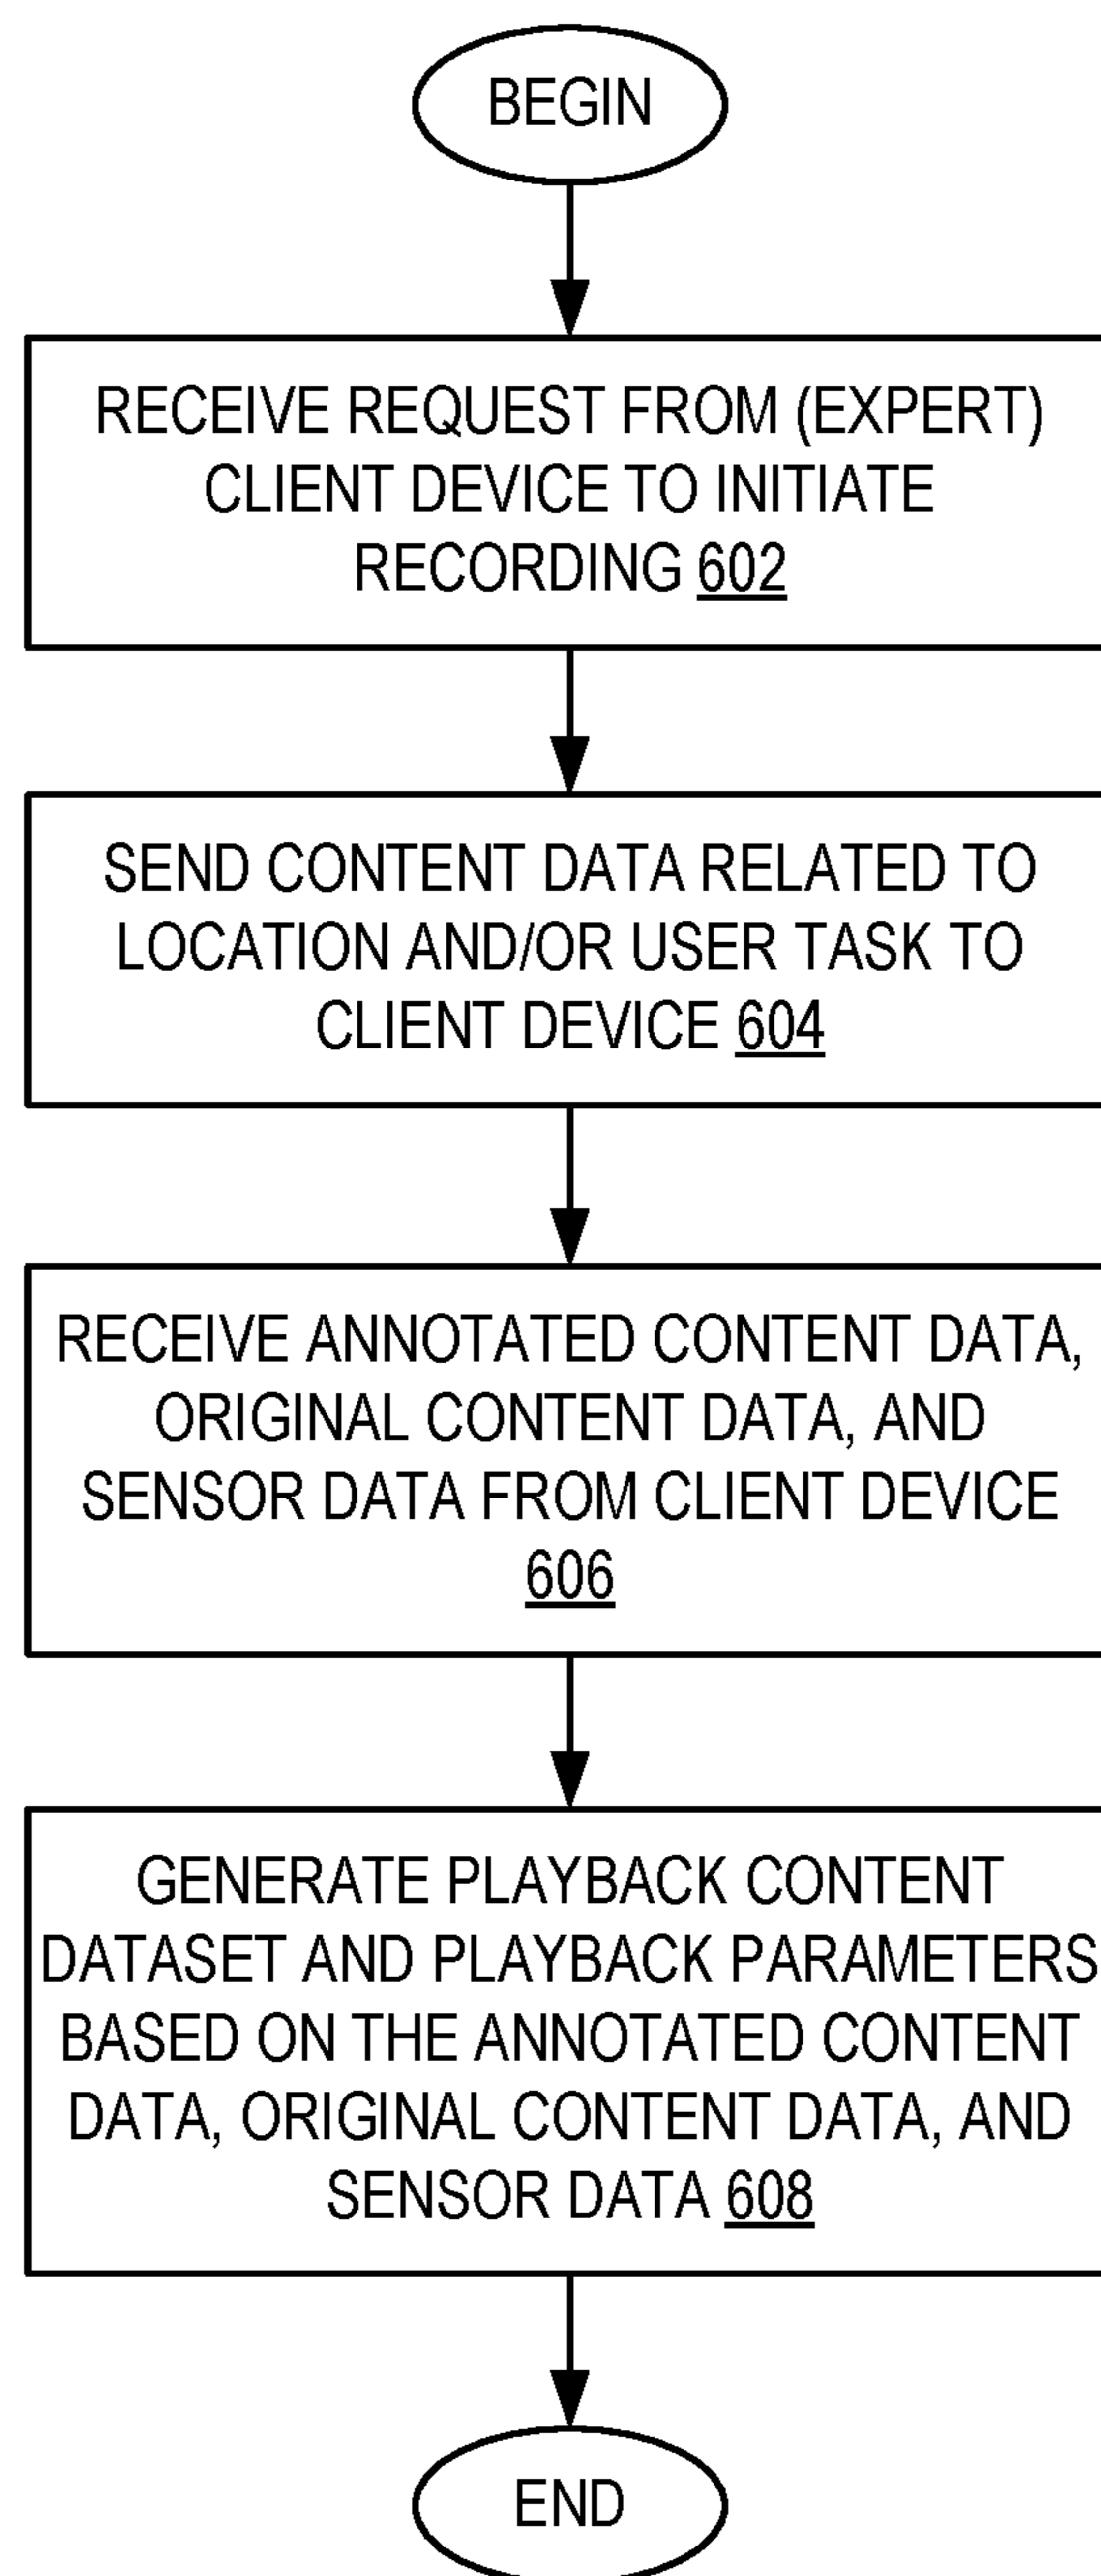 BEGIN
RECEIVE REQUEST FROM (EXPERT)
CLIENT DEVICE TO INITIATE
RECORDING 602
SEND CONTENT DATA RELATED TO
LOCATION AND/OR USER TASK TO
CLIENT DEVICE 604
RECEIVE ANNOTATED CONTENT DATA,
ORIGINAL CONTENT DATA, AND
SENSOR DATA FROM CLIENT DEVICE
606
GENERATE PLAYBACK CONTENT
DATASET AND PLAYBACK PARAMETERS
BASED ON THE ANNOTATED CONTENT
DATA, ORIGINAL CONTENT DATA, AND
SENSOR DATA 608
END